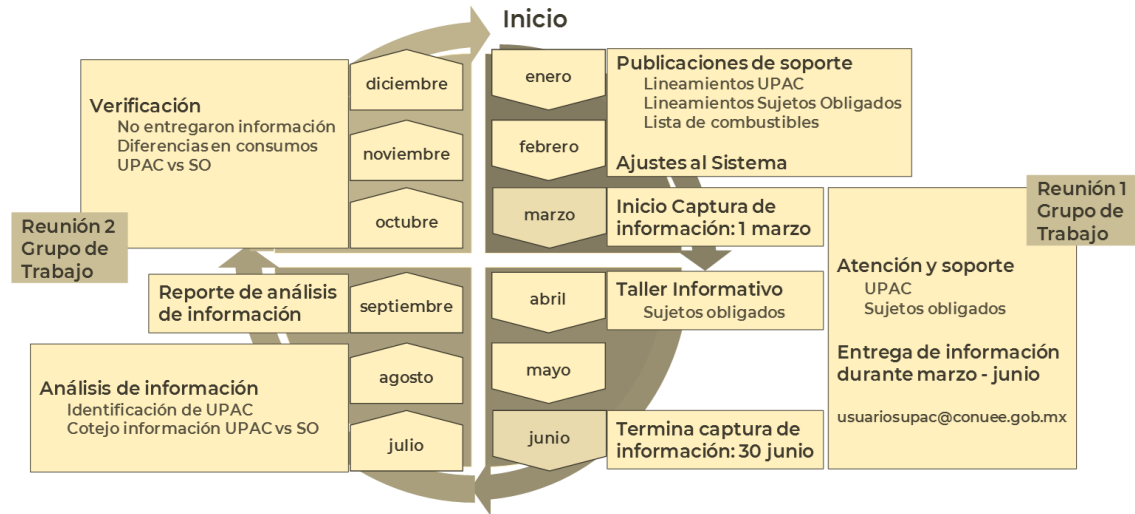 Inicio
enero
febrero
marzo
abril
mayo
junio
julio
agosto
septiembre
octubre
noviembre
diciembre
Publicaciones de soporte
Lineamientos UPAC
Lineamientos Sujetos Obligados
Lista de combustibles
Ajustes al Sistema
Inicio Captura de
información: 1 marzo
Taller Informativo
Sujetos obligados
Termina captura de
información: 30 junio
Reunión 1
Grupo de
Trabajo
Atención y soporte
UPAC
Sujetos obligados
Entrega de información
durante marzo - junio
usuariosupac@conuee.gob.mx
Análisis de información
Identificación de UPAC
Cotejo información UPAC vs SO
Reporte de análisis
de información
Reunión 2
Grupo de
Trabajo
Verificación
No entregaron información
Diferencias en consumos
UPAC vs SO